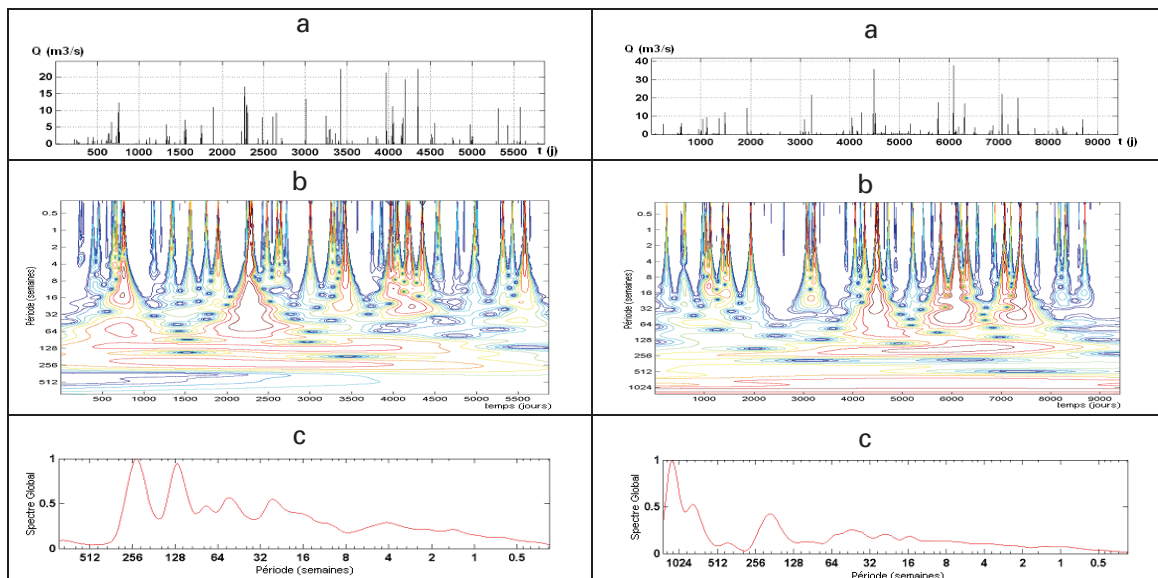 a
Q (m3/s)
20
15
10
5
0
500 1000 1500 2000 2500 3000 3500 4000 4500 5000 5500 t (j)
b
Période (semaines)
0.5
1
2
4
8
16
32
64
128
256
512
500 1000 1500 2000 2500 3000 3500 4000 4500 5000 5500
temps (jours)
c
Spectre Global
1
0.5
0
512 256 128 64 32 16 8 4 2 1 0.5
Période (semaines)
a
Q (m3/s)
40
30
20
10
0
1000 2000 3000 4000 5000 6000 7000 8000 9000 t (j)
b
Période (semaines)
0.5
1
2
4
8
16
32
64
128
256
512
1024
1000 2000 3000 4000 5000 6000 7000 8000 9000
temps (jours)
c
Spectre Global
1
0.5
0
1024 512 256 128 64 32 16 8 4 2 1 0.5
Période (semaines)